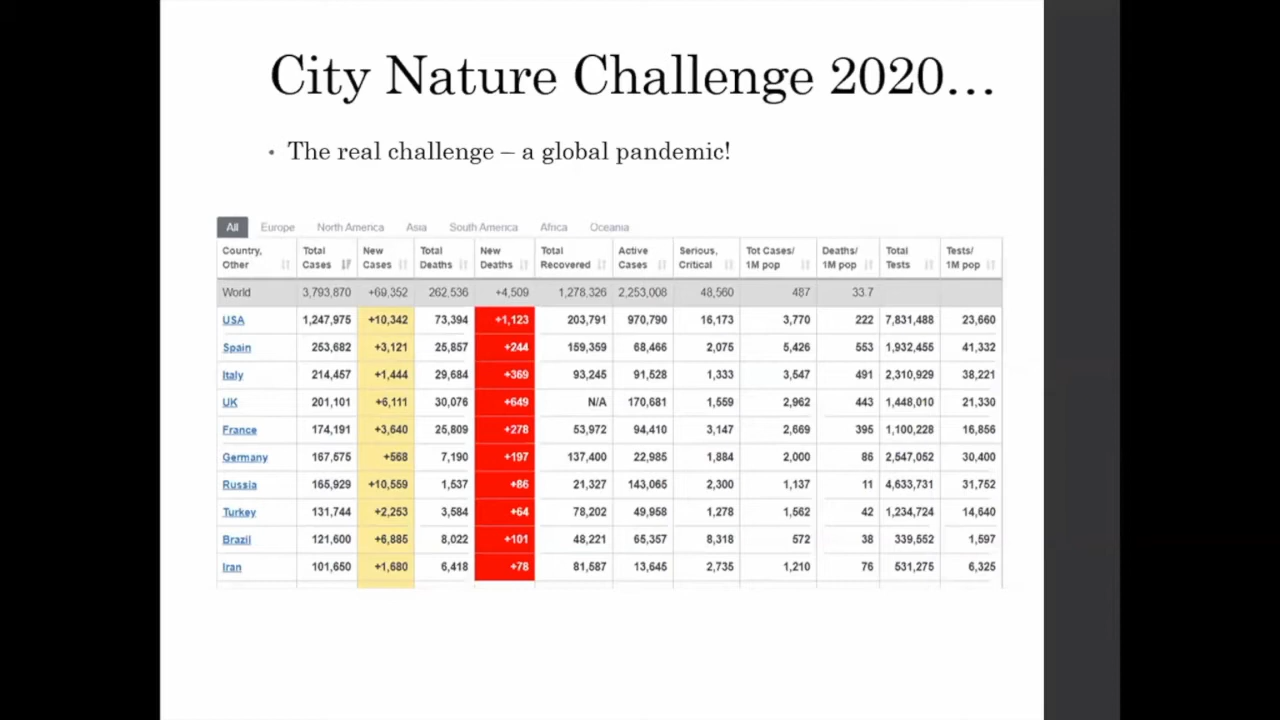 City Nature Challenge 2020...
• The real challenge – a global pandemic!
All Europe North America Asia South America Africa Oceania
Country, Other Total Cases New Cases Total Deaths New Deaths Total Recovered Active Cases Serious, Critical Tot Cases/ 1M pop Deaths/ 1M pop Total Tests Tests/ 1M pop
World 3,793,870 +69,352 262,536 +4,509 1,278,326 2,253,008 48,560 487 33.7
USA 1,247,975 +10,342 73,394 +1,123 203,791 970,790 16,173 3,770 222 7,831,488 23,660
Spain 253,682 +3,121 25,857 +244 159,359 68,466 2,075 5,426 553 1,932,455 41,332
Italy 214,457 +1,444 29,684 +369 93,245 91,528 1,333 3,547 491 2,310,929 38,221
UK 201,101 +6,111 30,076 +649 N/A 170,681 1,559 2,962 443 1,448,010 21,330
France 174,191 +3,640 25,809 +278 53,972 94,410 3,147 2,669 395 1,100,228 16,856
Germany 167,575 +568 7,190 +197 137,400 22,985 1,884 2,000 86 2,547,052 30,400
Russia 165,929 +10,559 1,537 +86 21,327 143,065 2,300 1,137 11 4,633,731 31,752
Turkey 131,744 +2,253 3,584 +64 78,202 49,958 1,278 1,562 42 1,234,724 14,640
Brazil 121,600 +6,885 8,022 +101 48,221 65,357 8,318 572 38 339,552 1,597
Iran 101,650 +1,680 6,418 +78 81,587 13,645 2,735 1,210 76 531,275 6,325